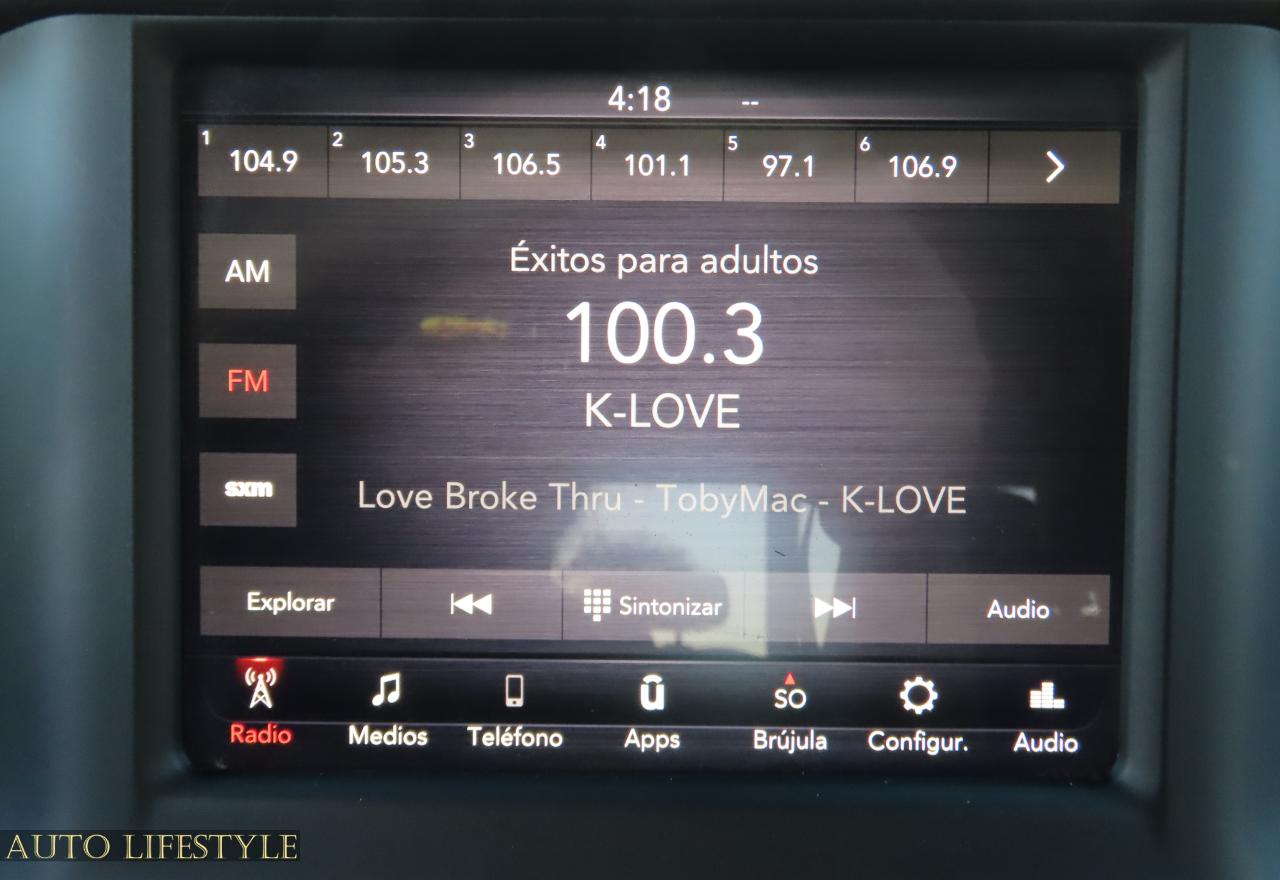 4:18 --
1 104.9 2 105.3 3 106.5 4 101.1 5 97.1 6 106.9
AM
Éxitos para adultos
100.3
FM
K-LOVE
sxm
Love Broke Thru - TobyMac - K-LOVE
Explorar Sintonizar Audio
SO
Radio Medios Teléfono Apps Brújula Configur. Audio
AUTO LIFESTYLE